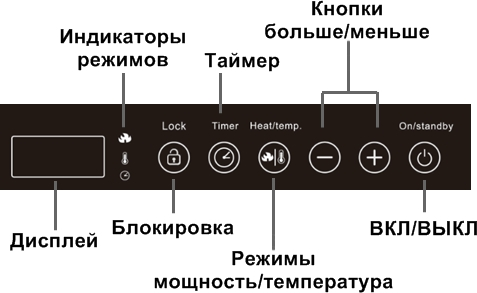 Кнопки
больше/меньше
Индикаторы
режимов
Таймер
Lock
Timer
Heat/temp.
On/standby
Дисплей
Блокировка
ВКЛ/ВЫКЛ
Режимы
мощность/температура